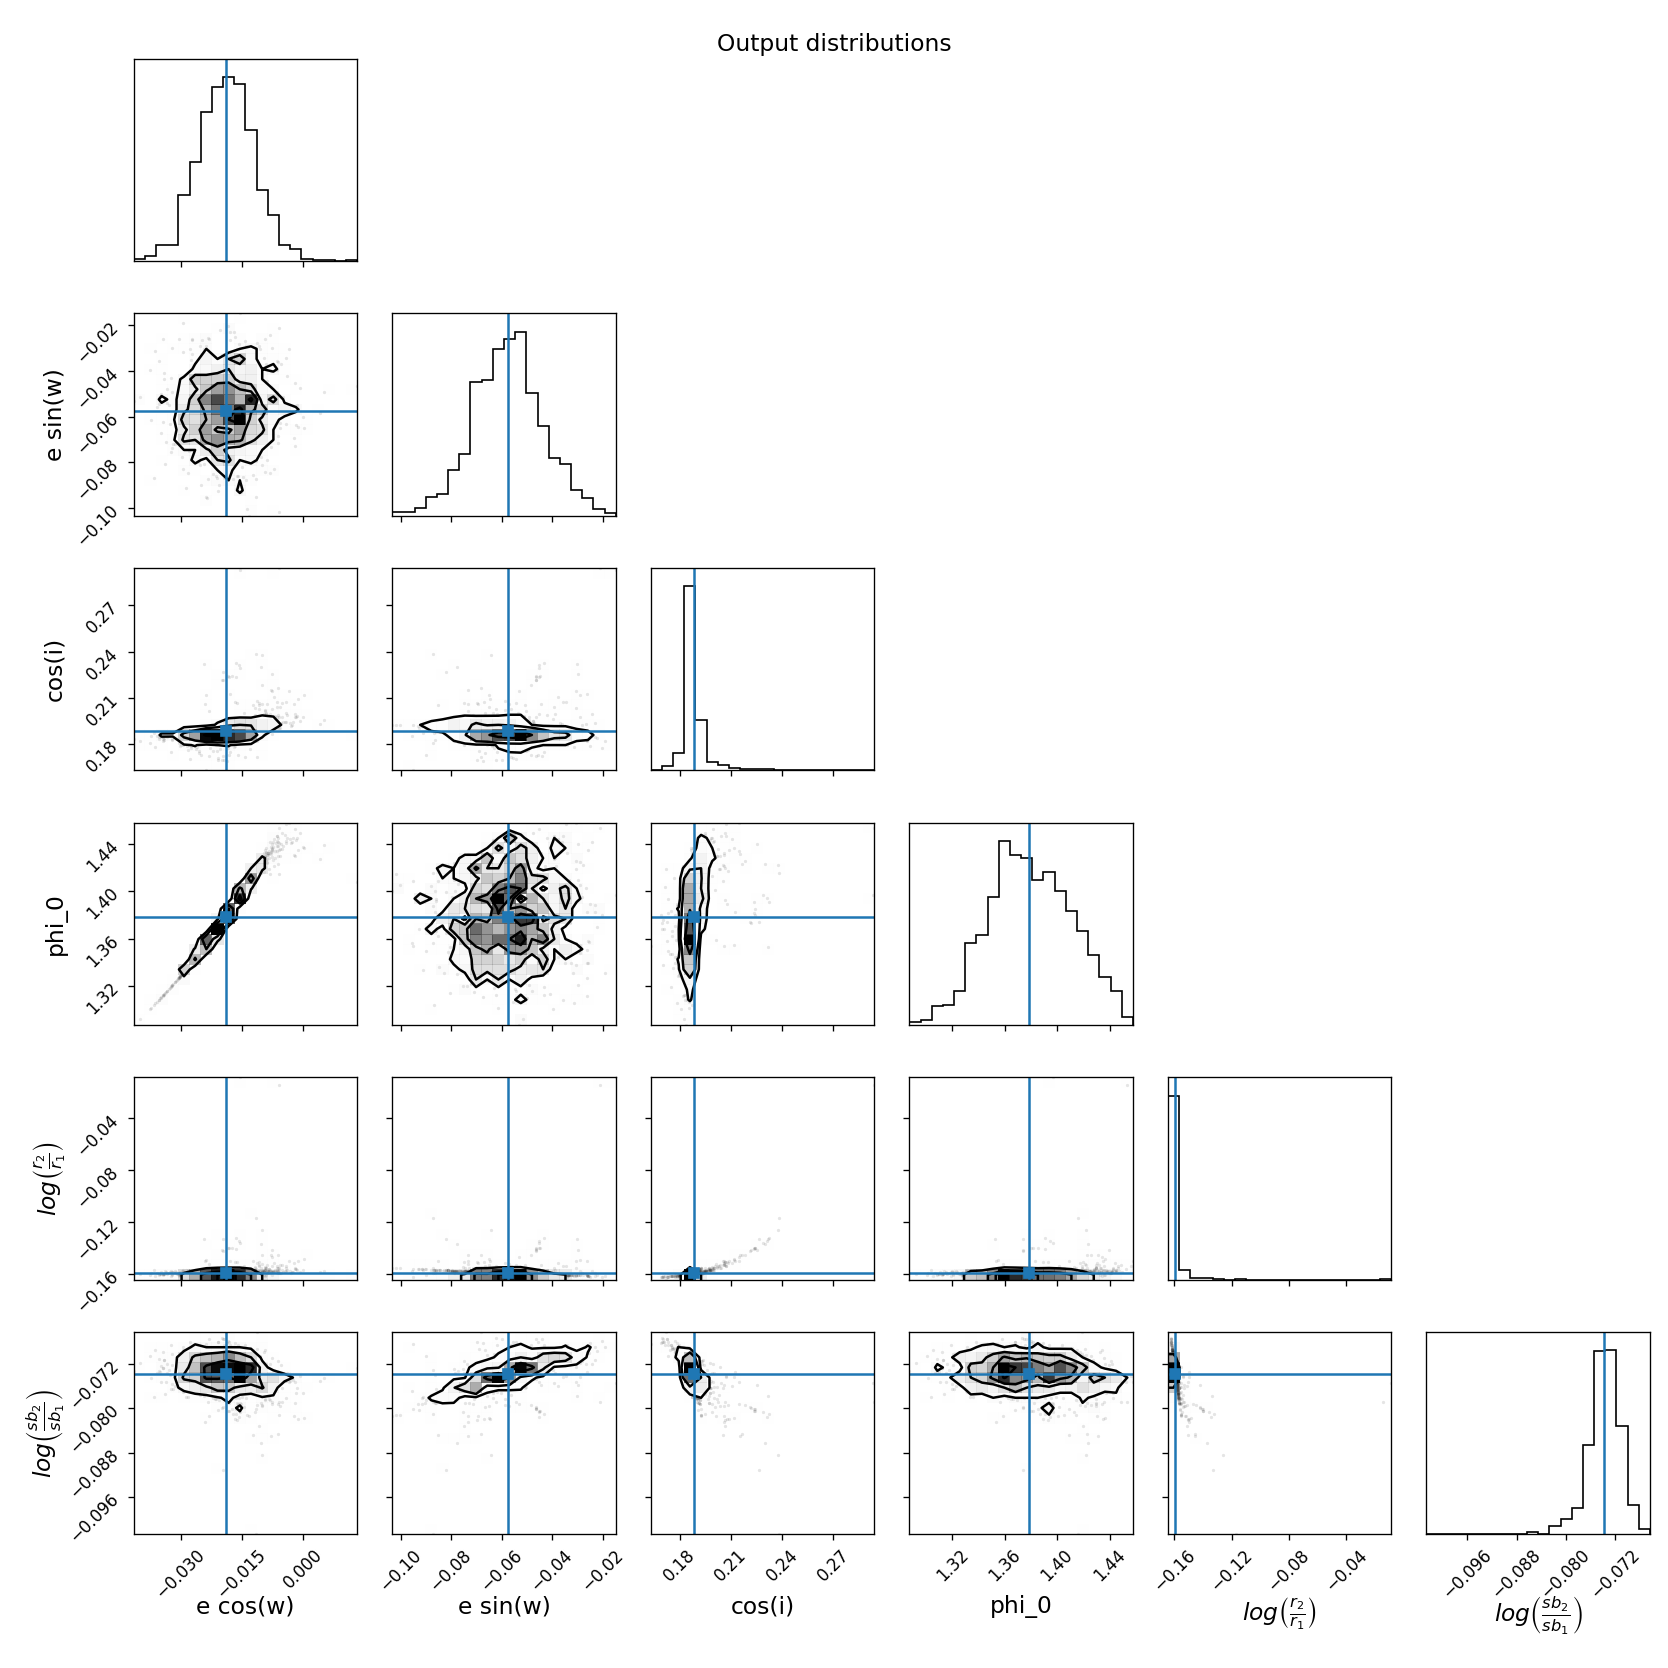 Output distributions
e sin(w)
−0.02
−0.04
−0.06
−0.08
−0.10
cos(i)
0.27
0.24
0.21
0.18
phi_0
1.44
1.40
1.36
1.32
log(r₂/r₁)
−0.04
−0.08
−0.12
−0.16
log(sb₂/sb₁)
−0.072
−0.080
−0.088
−0.096
−0.030 −0.015 0.000
−0.10 −0.08 −0.06 −0.04 −0.02
0.18 0.21 0.24 0.27
1.32 1.36 1.40 1.44
−0.16 −0.12 −0.08 −0.04
−0.096 −0.088 −0.080 −0.072
e cos(w)
e sin(w)
cos(i)
phi_0
log(r₂/r₁)
log(sb₂/sb₁)